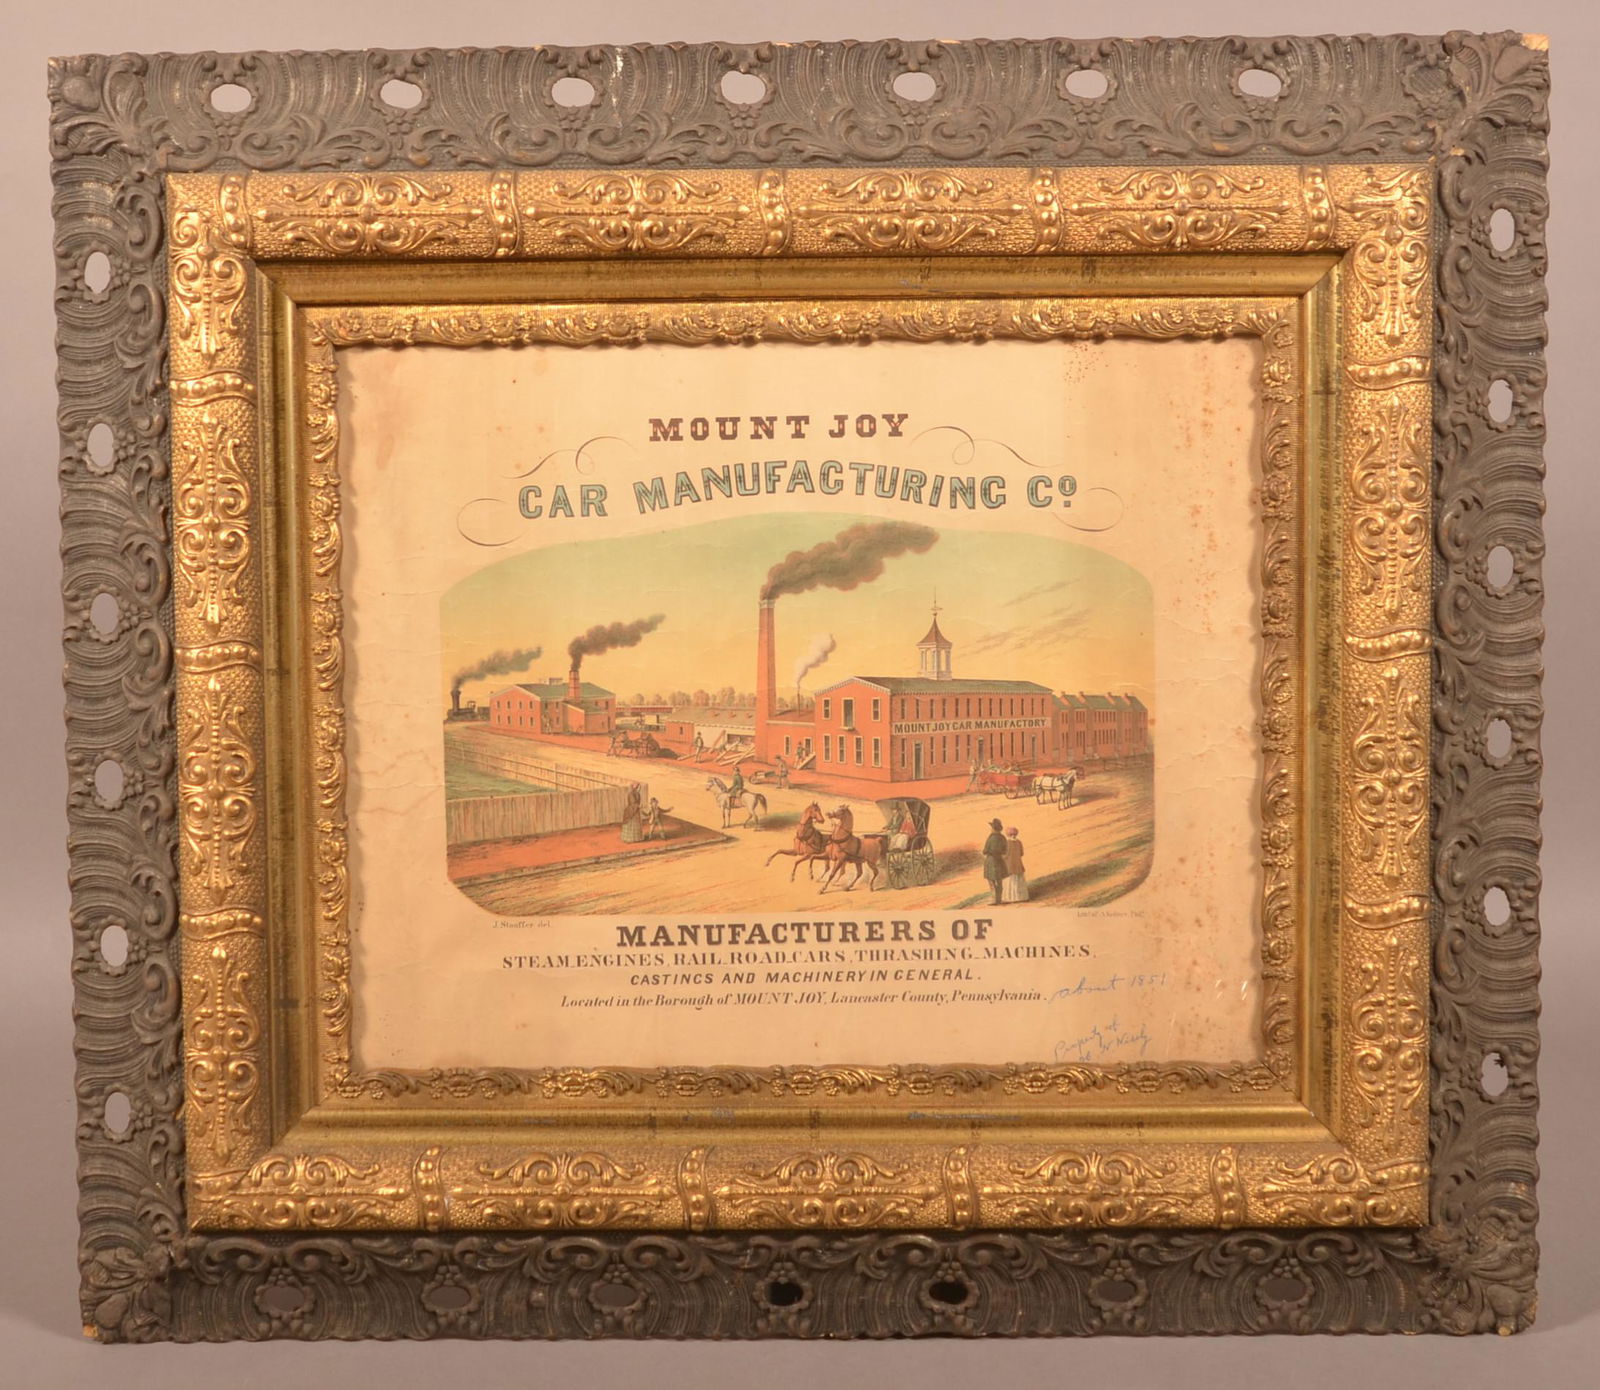 MOUNT JOY
CAR MANUFACTURING Co.
MOUNT JOY CAR MANUFACTORY.
J. Stauffer del.
MANUFACTURERS OF
STEAM-ENGINES, RAIL-ROAD-CARS, THRASHING-MACHINES,
CASTINGS AND MACHINERY IN GENERAL.
Located in the Borough of MOUNT JOY, Lancaster County, Pennsylvania.
about 1851
Property of